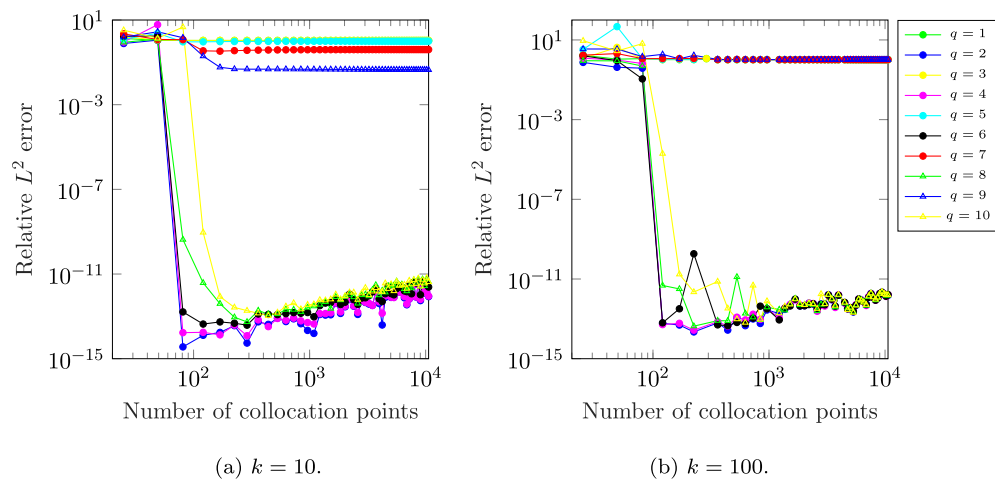 10^1
10^-3
10^-7
10^-11
10^-15
Relative L^2 error
10^2
10^3
10^4
Number of collocation points
(a) k = 10.
10^1
10^-3
10^-7
10^-11
10^-15
Relative L^2 error
10^2
10^3
10^4
Number of collocation points
(b) k = 100.
q = 1
q = 2
q = 3
q = 4
q = 5
q = 6
q = 7
q = 8
q = 9
q = 10